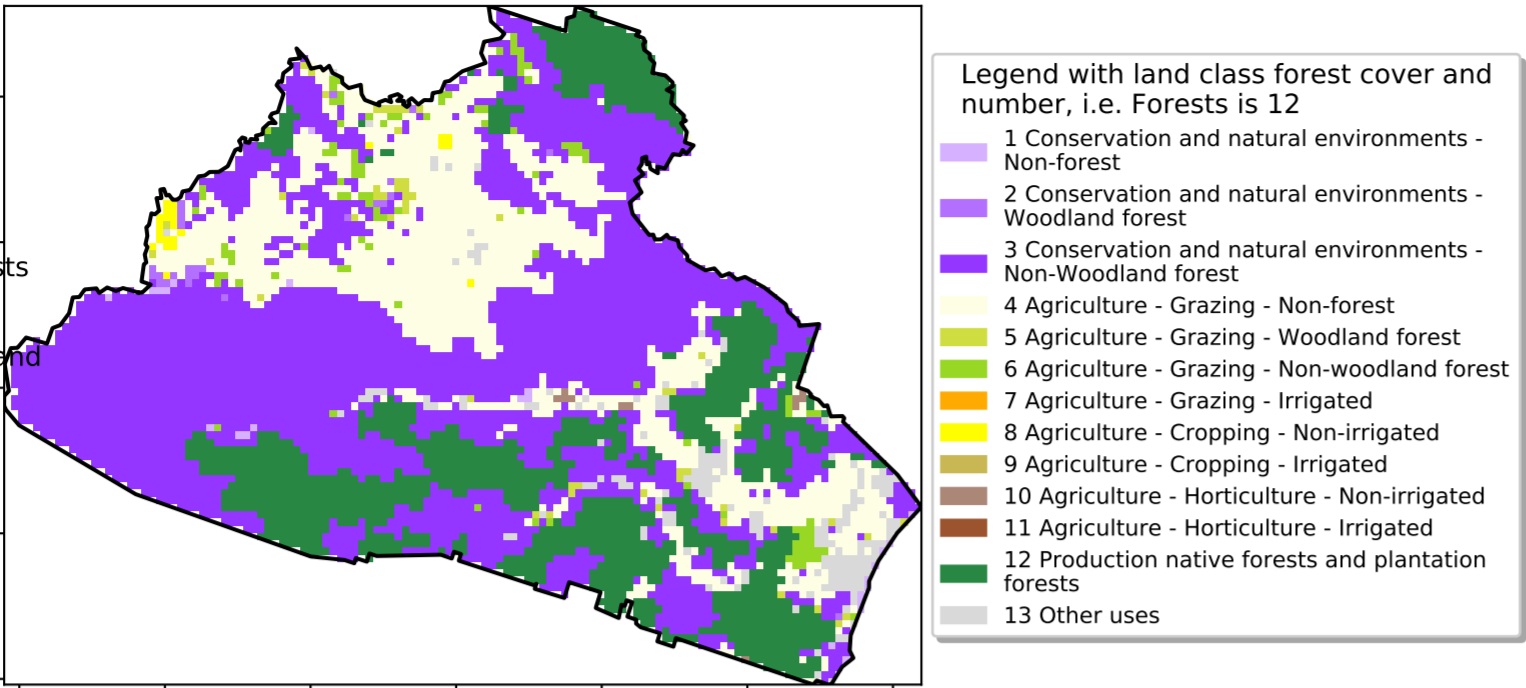 Legend with land class forest cover and
number, i.e. Forests is 12
1 Conservation and natural environments -
Non-forest
2 Conservation and natural environments -
Woodland forest
3 Conservation and natural environments -
Non-Woodland forest
4 Agriculture - Grazing - Non-forest
5 Agriculture - Grazing - Woodland forest
6 Agriculture - Grazing - Non-woodland forest
7 Agriculture - Grazing - Irrigated
8 Agriculture - Cropping - Non-irrigated
9 Agriculture - Cropping - Irrigated
10 Agriculture - Horticulture - Non-irrigated
11 Agriculture - Horticulture - Irrigated
12 Production native forests and plantation
forests
13 Other uses